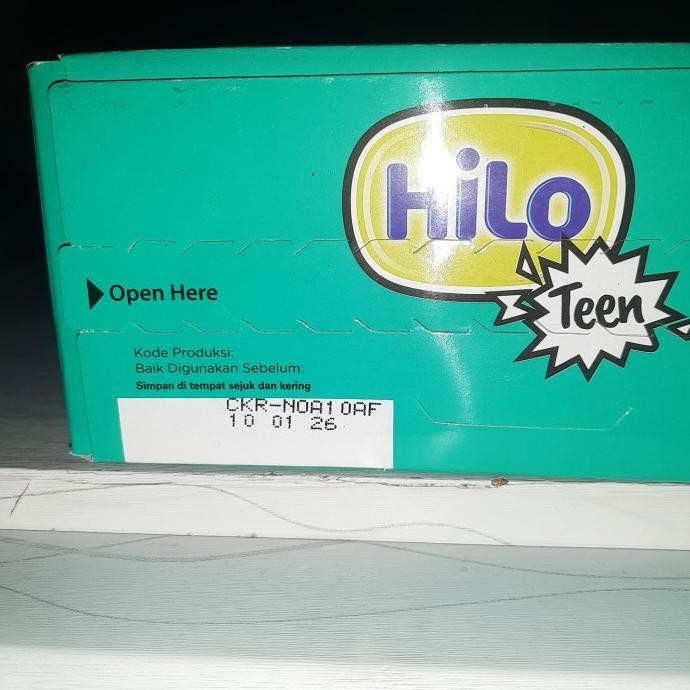 HiLo
Teen
Open Here
Kode Produksi:
Baik Digunakan Sebelum:
Simpan di tempat sejuk dan kering
CKR-NOA10AF
10 01 26